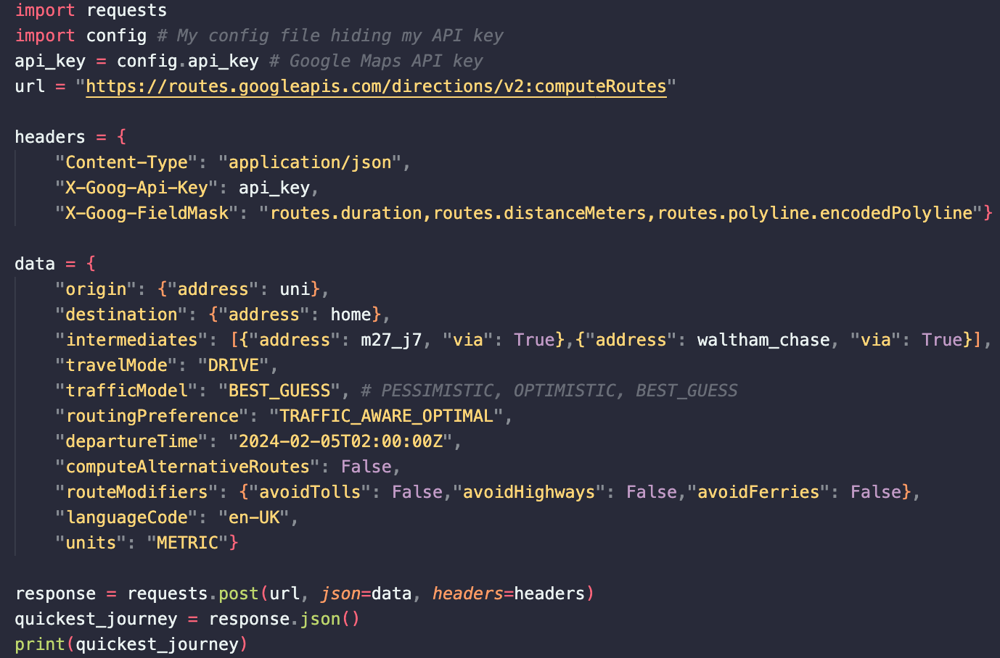 import requests
import config # My config file hiding my API key
api_key = config.api_key # Google Maps API key
url = "https://routes.googleapis.com/directions/v2:computeRoutes"
headers = {
    "Content-Type": "application/json",
    "X-Goog-Api-Key": api_key,
    "X-Goog-FieldMask": "routes.duration,routes.distanceMeters,routes.polyline.encodedPolyline"}
data = {
    "origin": {"address": uni},
    "destination": {"address": home},
    "intermediates": [{"address": m27_j7, "via": True},{"address": waltham_chase, "via": True}],
    "travelMode": "DRIVE",
    "trafficModel": "BEST_GUESS", # PESSIMISTIC, OPTIMISTIC, BEST_GUESS
    "routingPreference": "TRAFFIC_AWARE_OPTIMAL",
    "departureTime": "2024-02-05T02:00:00Z",
    "computeAlternativeRoutes": False,
    "routeModifiers": {"avoidTolls": False,"avoidHighways": False,"avoidFerries": False},
    "languageCode": "en-UK",
    "units": "METRIC"}
response = requests.post(url, json=data, headers=headers)
quickest_journey = response.json()
print(quickest_journey)